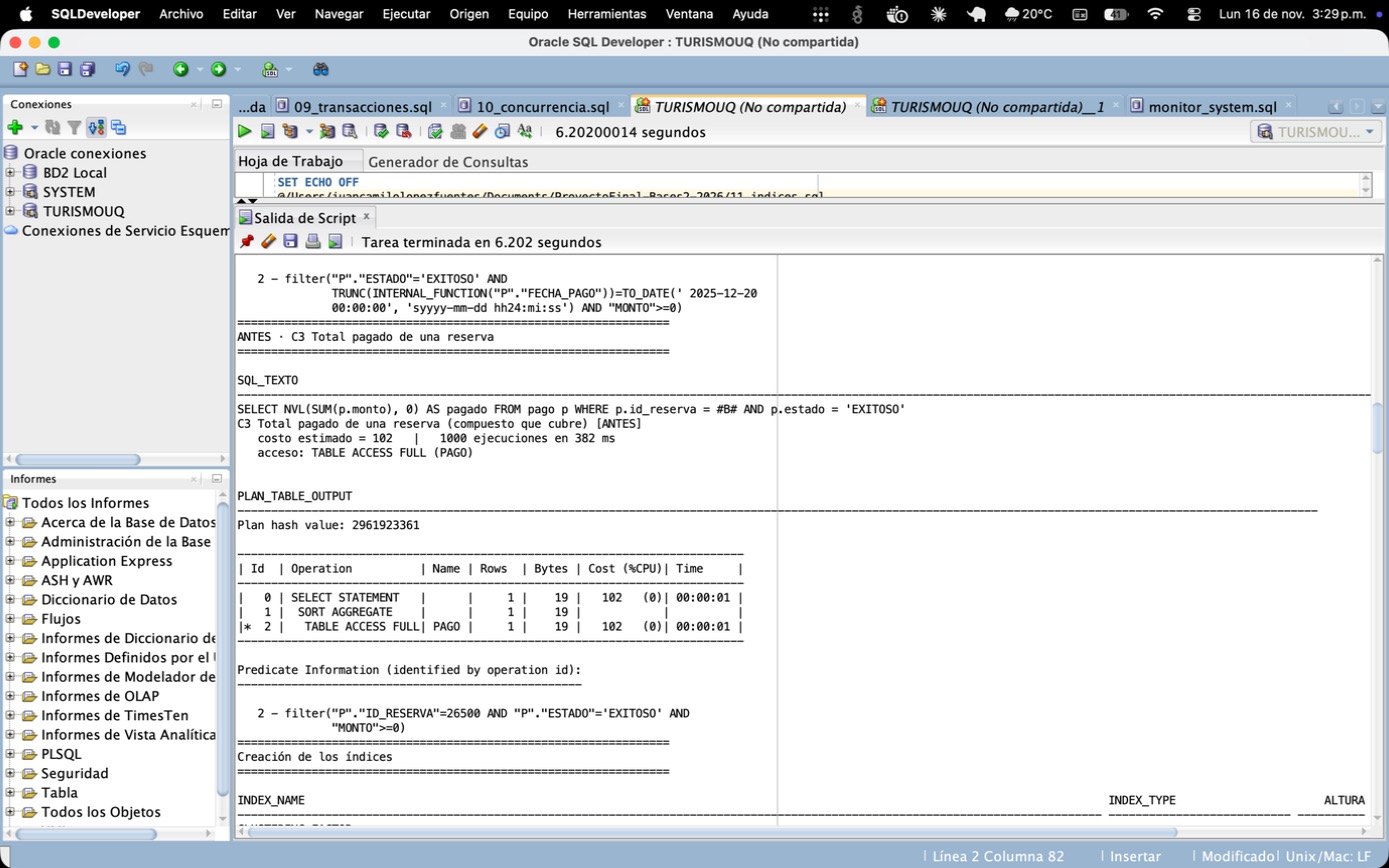 SQLDeveloper Archivo Editar Ver Navegar Ejecutar Origen Equipo Herramientas Ventana Ayuda 20°C 41 Lun 16 de nov. 3:29 p.m.
Oracle SQL Developer : TURISMOUQ (No compartida)
Conexiones
Oracle conexiones
BD2 Local
SYSTEM
TURISMOUQ
Conexiones de Servicio Esquem
Informes
Todos los Informes
Acerca de la Base de Datos
Administración de la Base
Application Express
ASH y AWR
Diccionario de Datos
Flujos
Informes de Diccionario de
Informes Definidos por el
Informes de Modelador de
Informes de OLAP
Informes de TimesTen
Informes de Vista Analítica
PLSQL
Seguridad
Tabla
Todos los Objetos
...da 09_transacciones.sql 10_concurrencia.sql TURISMOUQ (No compartida) TURISMOUQ (No compartida)__1 monitor_system.sql
6.20200014 segundos TURISMOU...
Hoja de Trabajo Generador de Consultas
SET ECHO OFF
@/Users/juancamilolopezfuentes/Documents/ProyectoFinal-Bases2-2026/11_indices.sql
Salida de Script
Tarea terminada en 6.202 segundos
2 - filter("P"."ESTADO"='EXITOSO' AND
TRUNC(INTERNAL_FUNCTION("P"."FECHA_PAGO"))=TO_DATE(' 2025-12-20
00:00:00', 'syyyy-mm-dd hh24:mi:ss') AND "MONTO">=0)
================================================================
ANTES · C3 Total pagado de una reserva
================================================================
SQL_TEXTO
SELECT NVL(SUM(p.monto), 0) AS pagado FROM pago p WHERE p.id_reserva = #B# AND p.estado = 'EXITOSO'
C3 Total pagado de una reserva (compuesto que cubre) [ANTES]
costo estimado = 102 | 1000 ejecuciones en 382 ms
acceso: TABLE ACCESS FULL (PAGO)
PLAN_TABLE_OUTPUT
Plan hash value: 2961923361
| Id | Operation | Name | Rows | Bytes | Cost (%CPU)| Time |
| 0 | SELECT STATEMENT | | 1 | 19 | 102 (0)| 00:00:01 |
| 1 | SORT AGGREGATE | | 1 | 19 | | |
|* 2 | TABLE ACCESS FULL| PAGO | 1 | 19 | 102 (0)| 00:00:01 |
Predicate Information (identified by operation id):
2 - filter("P"."ID_RESERVA"=26500 AND "P"."ESTADO"='EXITOSO' AND
"MONTO">=0)
================================================================
Creación de los índices
================================================================
INDEX_NAME INDEX_TYPE ALTURA
Línea 2 Columna 82 | Insertar | Modificado | Unix/Mac: LF